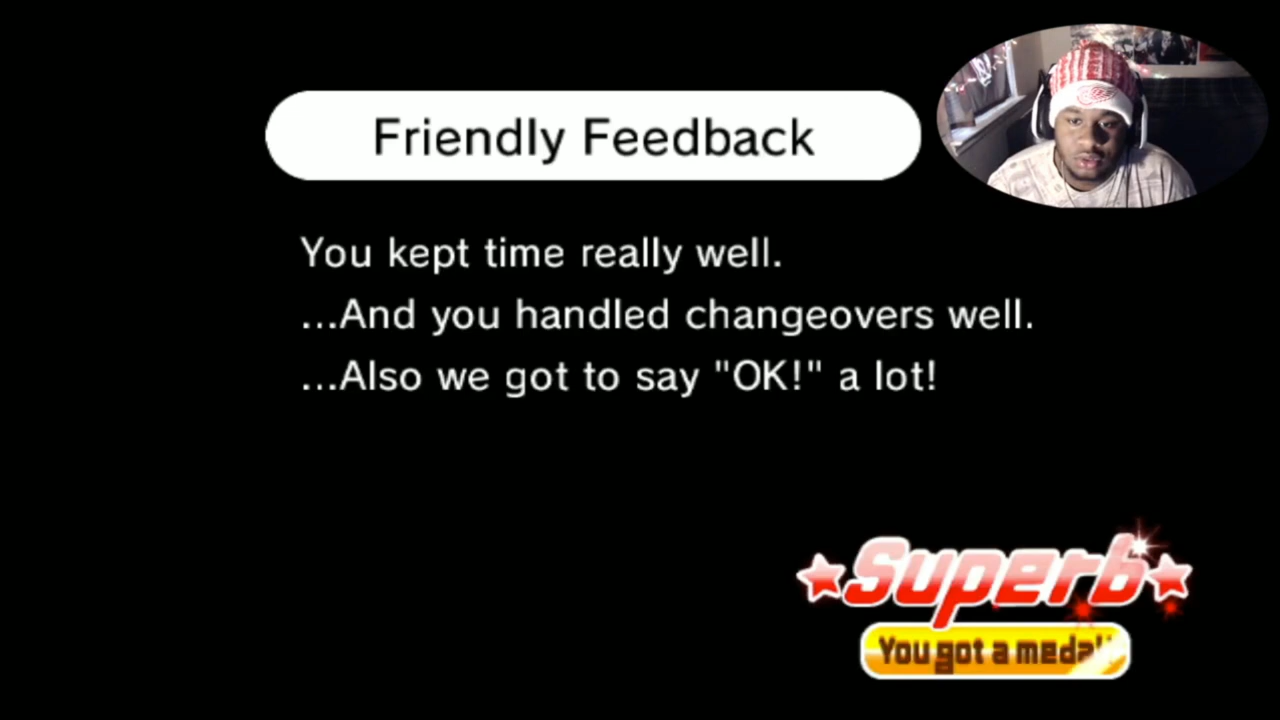 Friendly Feedback
You kept time really well.
...And you handled changeovers well.
...Also we got to say "OK!" a lot!
Superb
You got a medal!